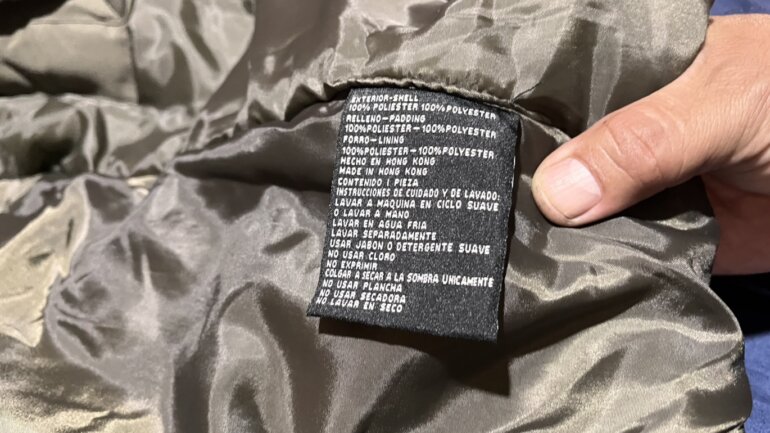 EXTERIOR-SHELL
100% POLIESTER 100% POLYESTER
RELLENO-PADDING
100% POLIESTER-100% POLYESTER
FORRO-LINING
100% POLIESTER-100% POLYESTER
HECHO EN HONG KONG
MADE IN HONG KONG
CONTENIDO 1 PIEZA
INSTRUCCIONES DE CUIDADO Y DE LAVADO:
LAVAR A MAQUINA EN CICLO SUAVE
O LAVAR A MANO
LAVAR EN AGUA FRIA
LAVAR SEPARADAMENTE
USAR JABON O DETERGENTE SUAVE
NO USAR CLORO
NO EXPRIMIR
COLGAR A SECAR A LA SOMBRA UNICAMENTE
NO USAR PLANCHA
NO USAR SECADORA
NO LAVAR EN SECO